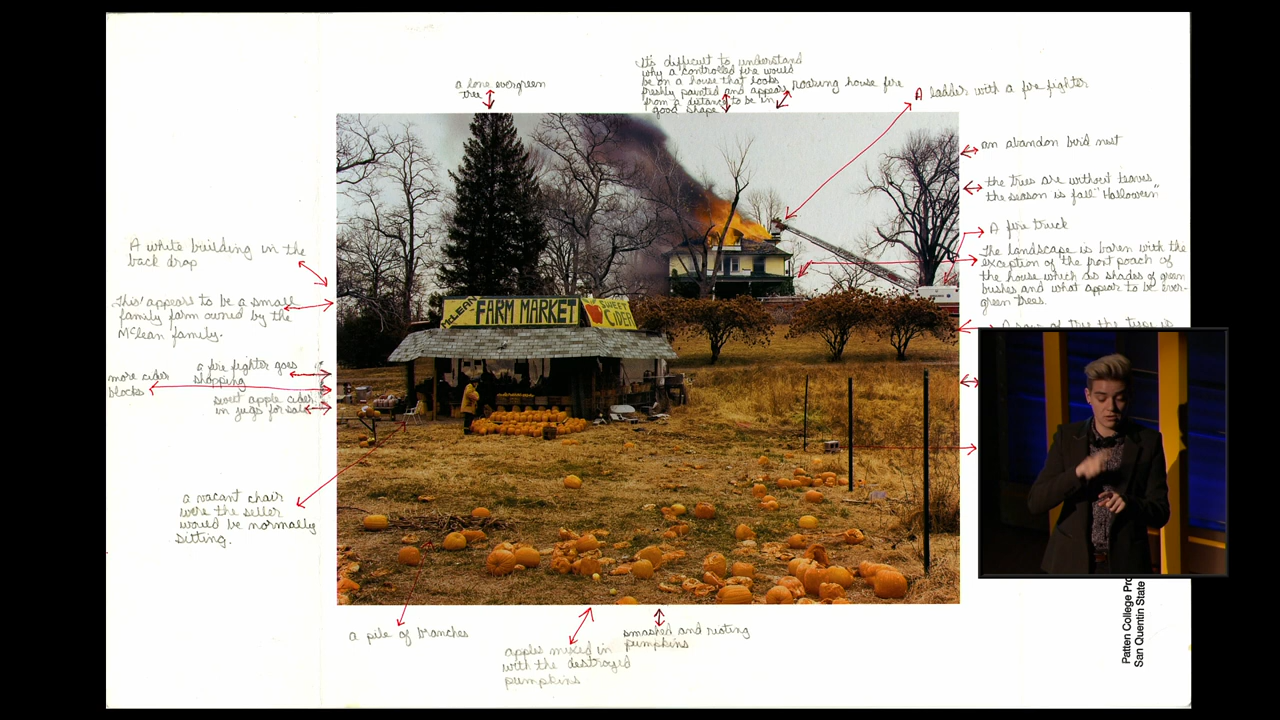 a lone evergreen
tree
It's difficult to understand
why a controlled fire would
be on a house that looks
freshly painted and appears
from a distance to be in
good shape
roaring house fire
A ladder with a fire fighter
an abandon bird nest
the trees are without leaves
the season is fall "Halloween"
A fire truck
the landscape is baren with the
exception of the front poach of
the house which is shades of green
bushes and what appear to be ever-
green trees.
A white building in the
back drop
this appears to be a small
family farm owned by the
McLean family.
a fire fighter goes
shopping
more cider
blocks
sweet apple cider
in jugs for sale
a vacant chair
were the seller
would be normally
sitting.
McLEAN
FARM MARKET
SWEET
CIDER
a pile of branches
apples mixed in
with the destroyed
pumpkins
smashed and rooting
pumpkins
Patten College
San Quentin State